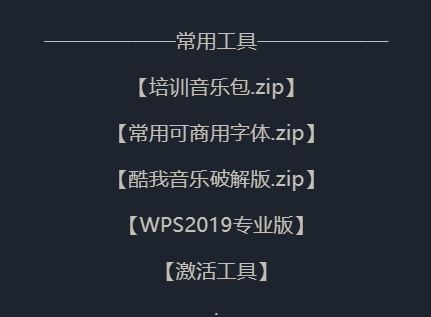 ——————常用工具——————
【培训音乐包.zip】
【常用可商用字体.zip】
【酷我音乐破解版.zip】
【WPS2019专业版】
【激活工具】